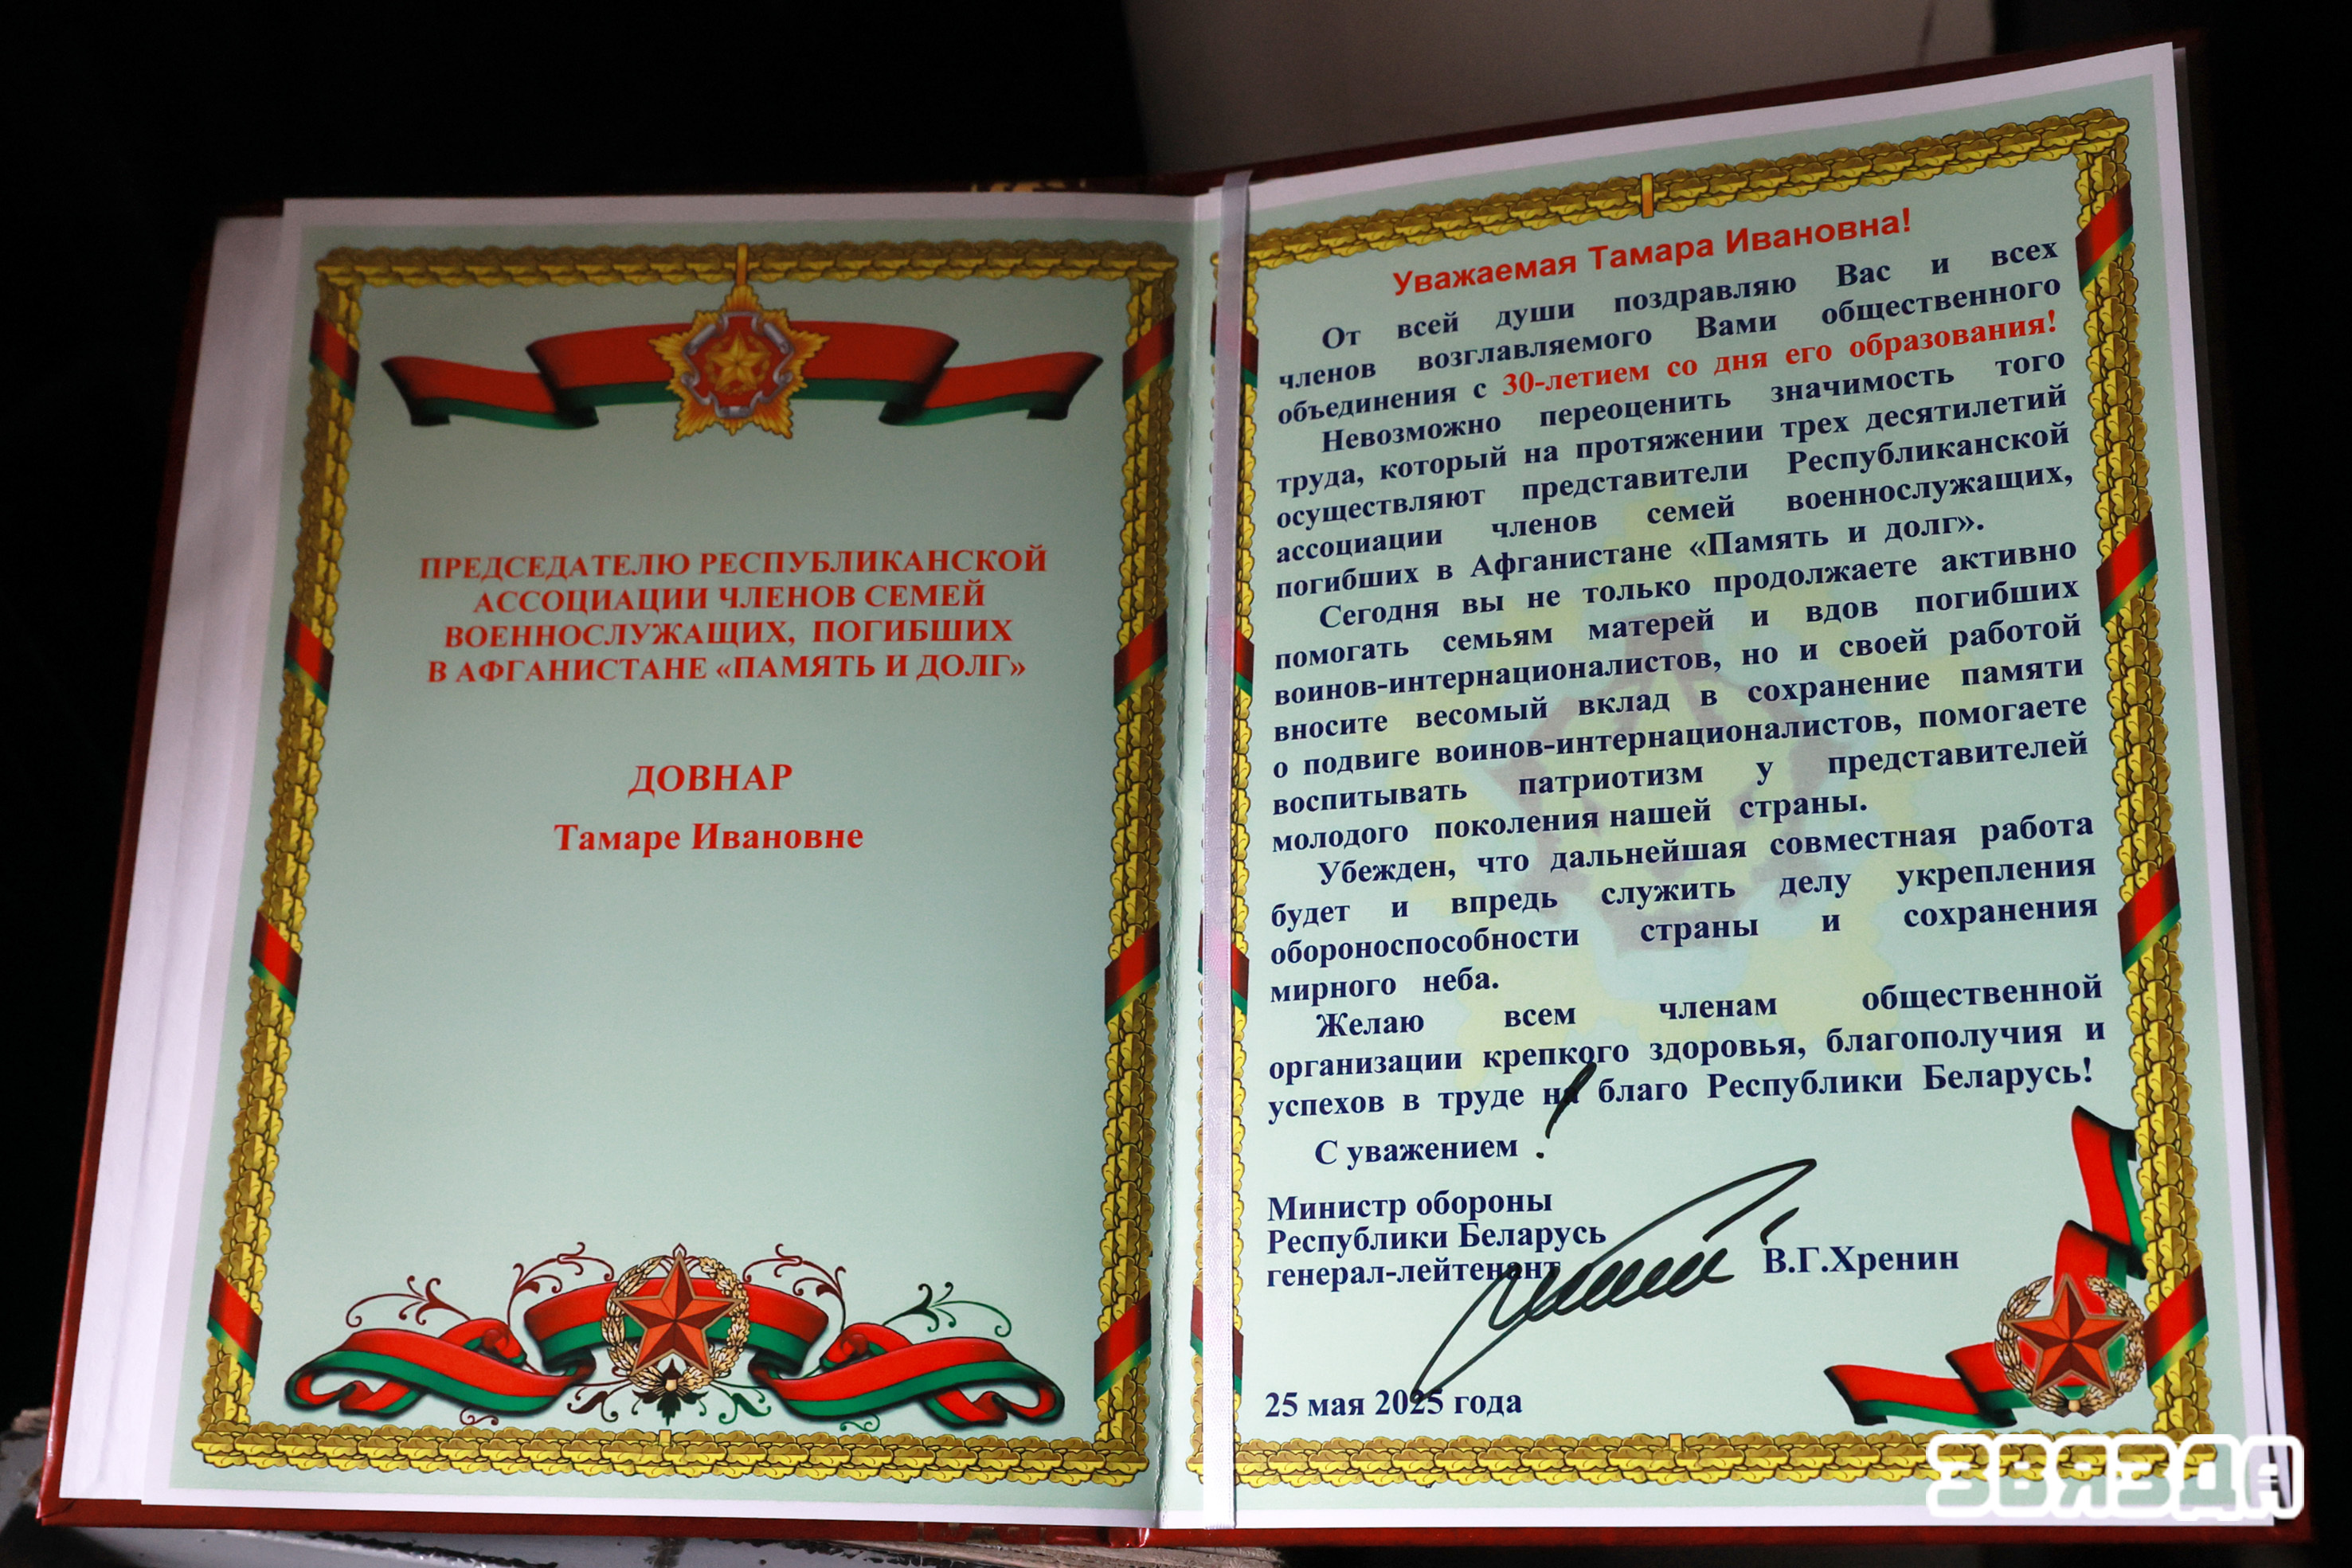 ПРЕДСЕДАТЕЛЮ РЕСПУБЛИКАНСКОЙ
АССОЦИАЦИИ ЧЛЕНОВ СЕМЕЙ
ВОЕННОСЛУЖАЩИХ, ПОГИБШИХ
В АФГАНИСТАНЕ «ПАМЯТЬ И ДОЛГ»
ДОВНАР
Тамаре Ивановне
Уважаемая Тамара Ивановна!
От всей души поздравляю Вас и всех
членов возглавляемого Вами общественного
объединения с 30-летием со дня его образования!
Невозможно переоценить значимость того
труда, который на протяжении трех десятилетий
осуществляют представители Республиканской
ассоциации членов семей военнослужащих,
погибших в Афганистане «Память и долг».
Сегодня вы не только продолжаете активно
помогать семьям матерей и вдов погибших
воинов-интернационалистов, но и своей работой
вносите весомый вклад в сохранение памяти
о подвиге воинов-интернационалистов, помогаете
воспитывать патриотизм у представителей
молодого поколения нашей страны.
Убежден, что дальнейшая совместная работа
будет и впредь служить делу укрепления
обороноспособности страны и сохранения
мирного неба.
Желаю всем членам общественной
организации крепкого здоровья, благополучия и
успехов в труде на благо Республики Беларусь!
С уважением !
Министр обороны
Республики Беларусь
генерал-лейтенант В.Г.Хренин
25 мая 2025 года
ЗВЯЗДА